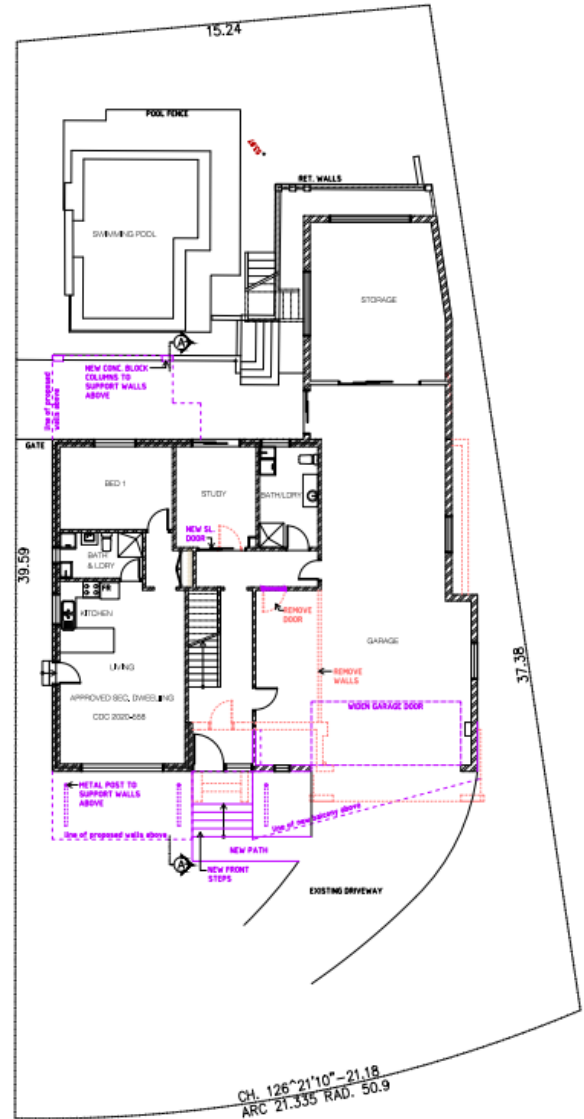 15.24
POOL FENCE
RET. WALLS
SWIMMING POOL
STORAGE
A
NEW CONC. BLOCK
COLUMNS TO
SUPPORT WALLS
ABOVE
line of proposed
walls above
GATE
BED 1
STUDY
BATH/LDRY
NEW SL.
DOOR
BATH
& LDRY
39.59
FR
KITCHEN
REMOVE
DOOR
LIVING
GARAGE
REMOVE
WALLS
37.38
APPROVED SEC. DWELLING
CDC 2020-558
WIDEN GARAGE DOOR
METAL POST TO
SUPPORT WALLS
ABOVE
line of proposed walls above
line of new balcony above
NEW PATH
A
NEW FRONT
STEPS
EXISTING DRIVEWAY
CH. 126°21'10"-21.18
ARC 21.335 RAD. 50.9